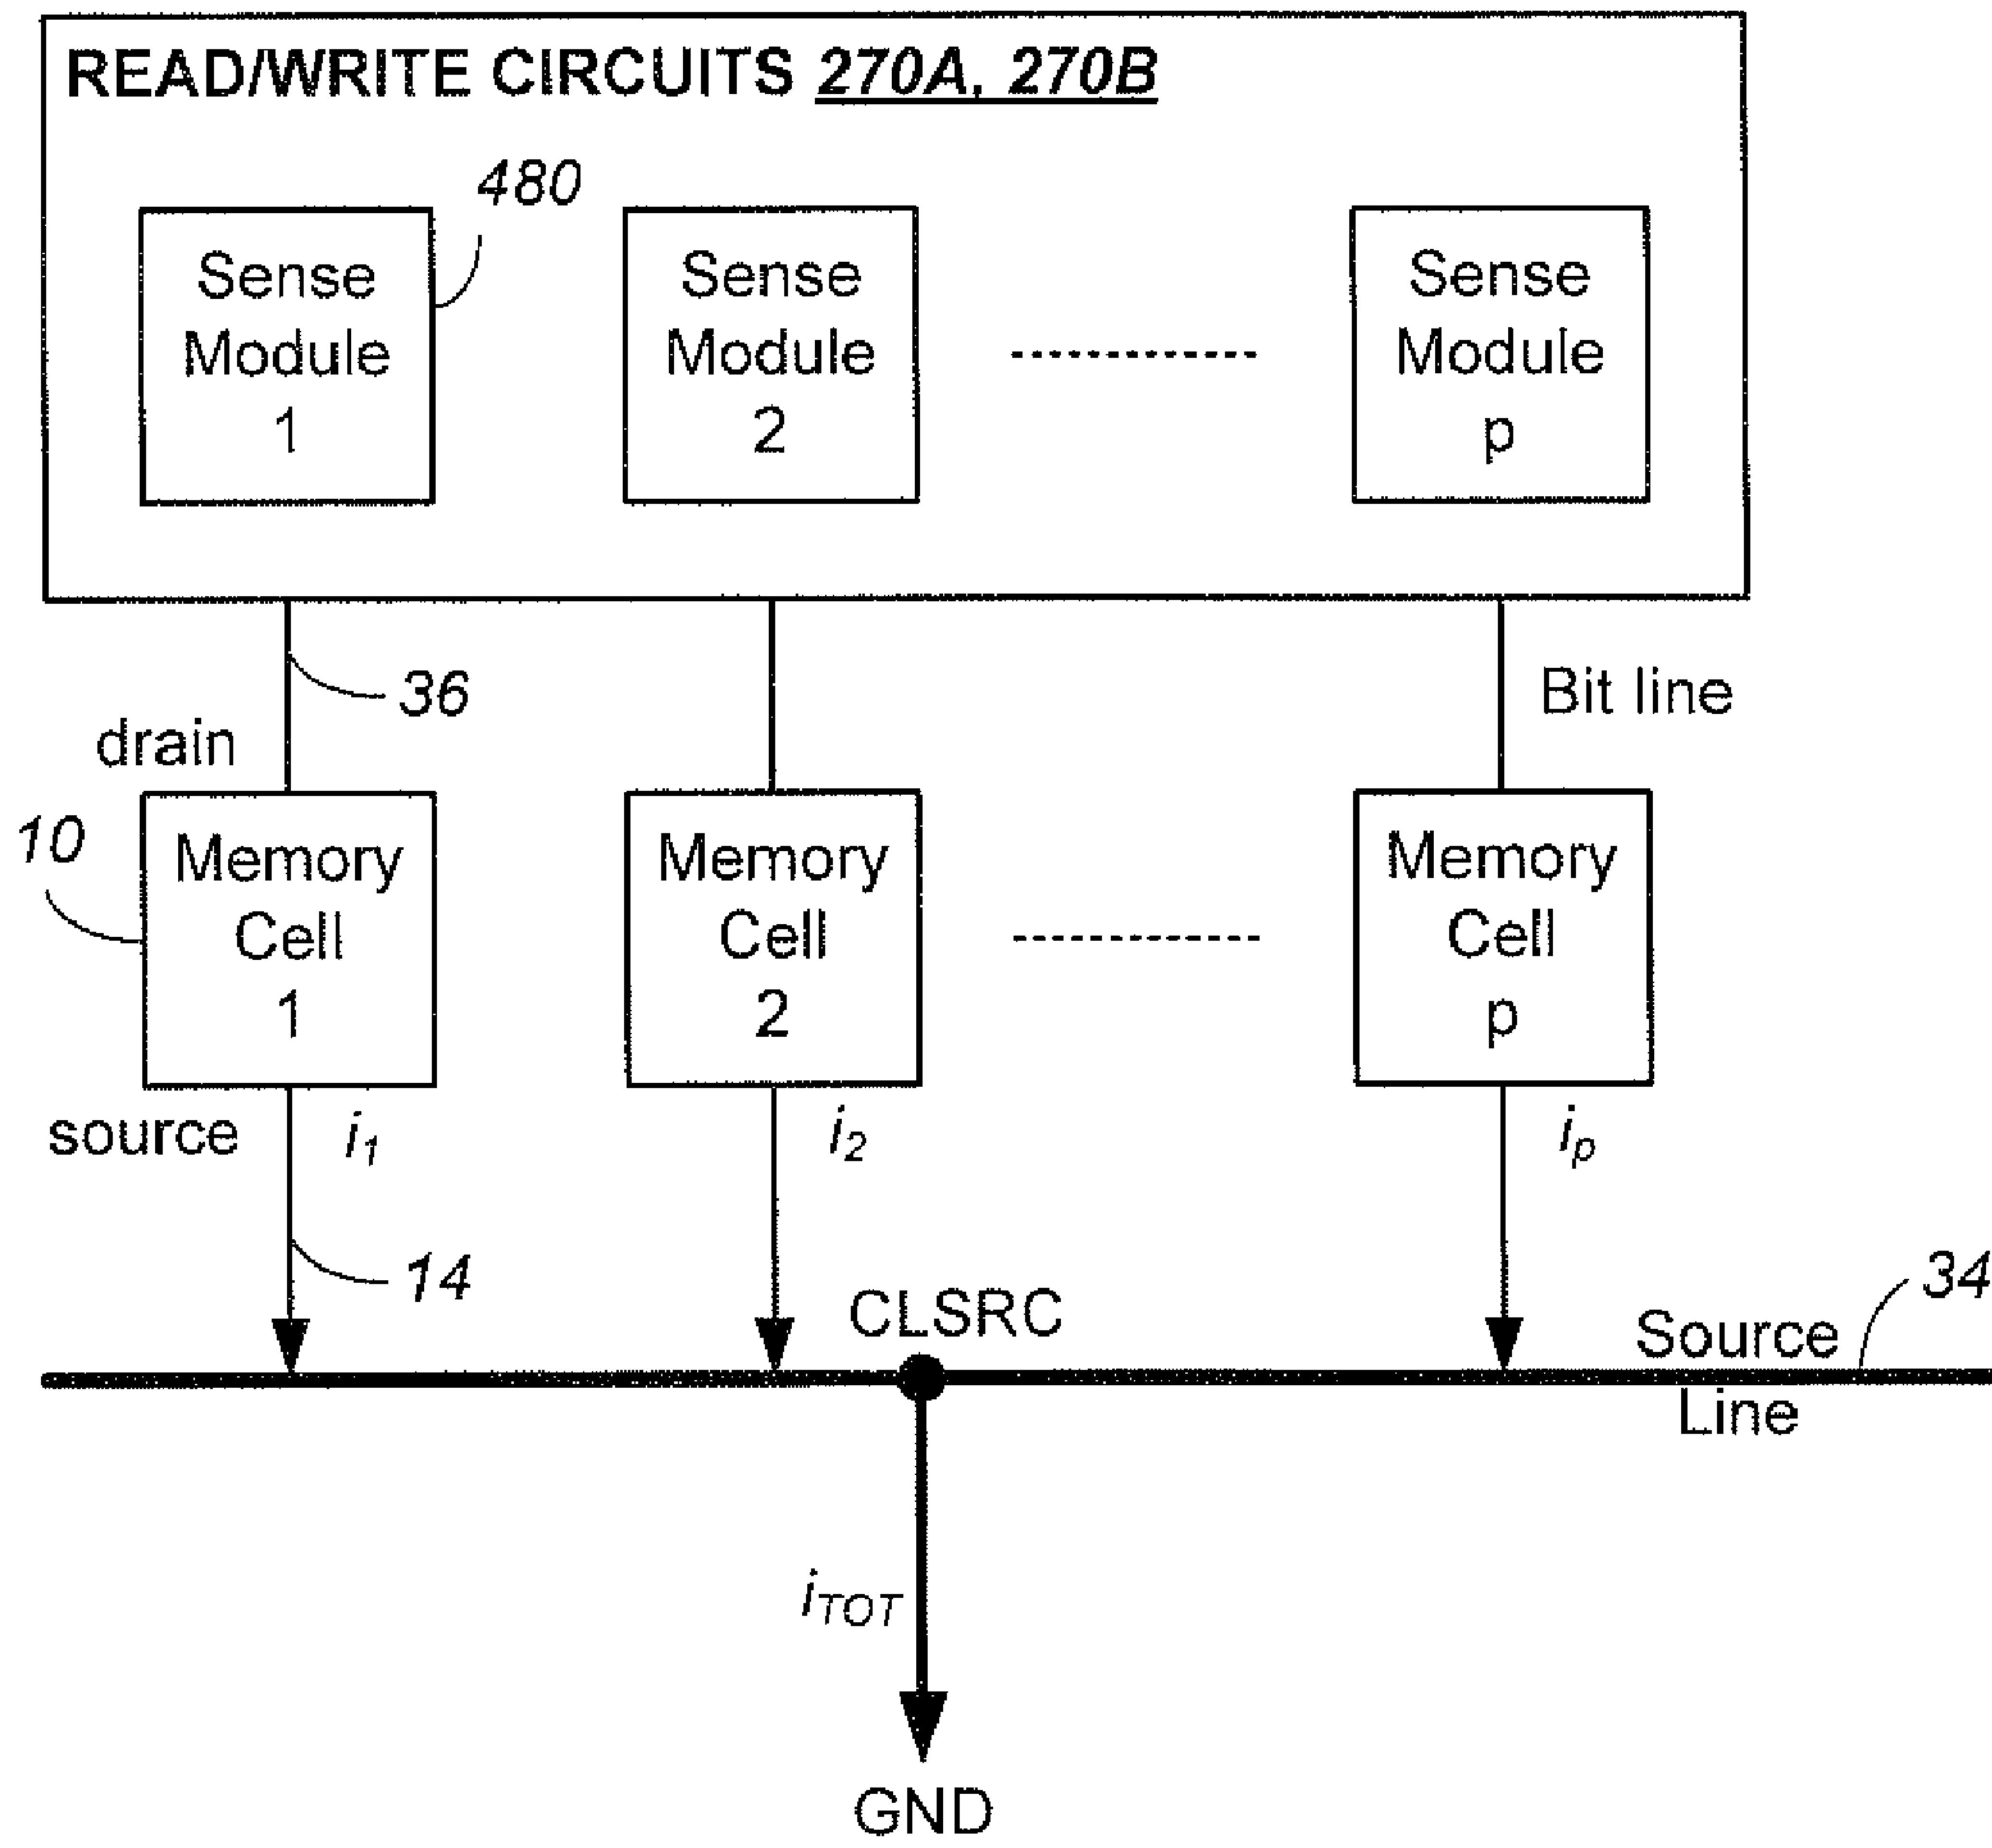 READ/WRITE CIRCUITS 270A, 270B
480
Sense
Module
1
Sense
Module
2
Sense
Module
p
36
Bit line
drain
10
Memory
Cell
1
Memory
Cell
2
Memory
Cell
p
source
i1
i2
ip
14
CLSRC
Source
Line
34
iTOT
GND